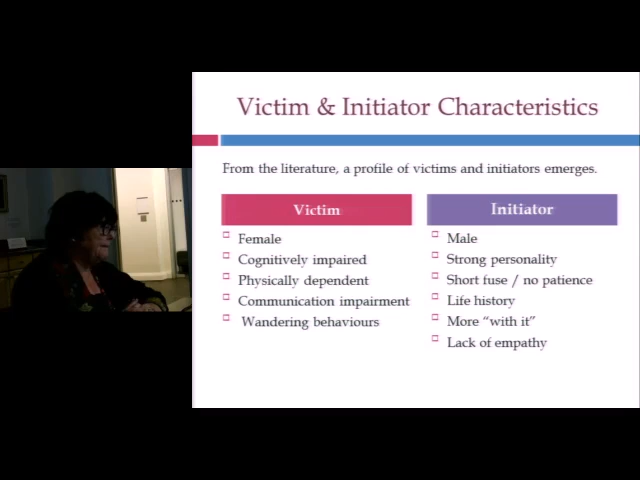 Victim & Initiator Characteristics
From the literature, a profile of victims and initiators emerges.
Victim
Female
Cognitively impaired
Physically dependent
Communication impairment
Wandering behaviours
Initiator
Male
Strong personality
Short fuse / no patience
Life history
More “with it”
Lack of empathy